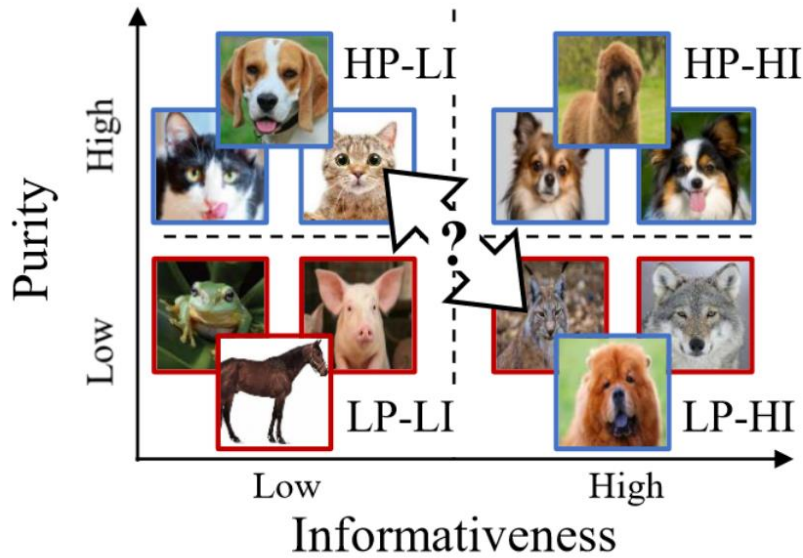 HP-LI
HP-HI
High
Purity
?
Low
LP-LI
LP-HI
Low
High
Informativeness